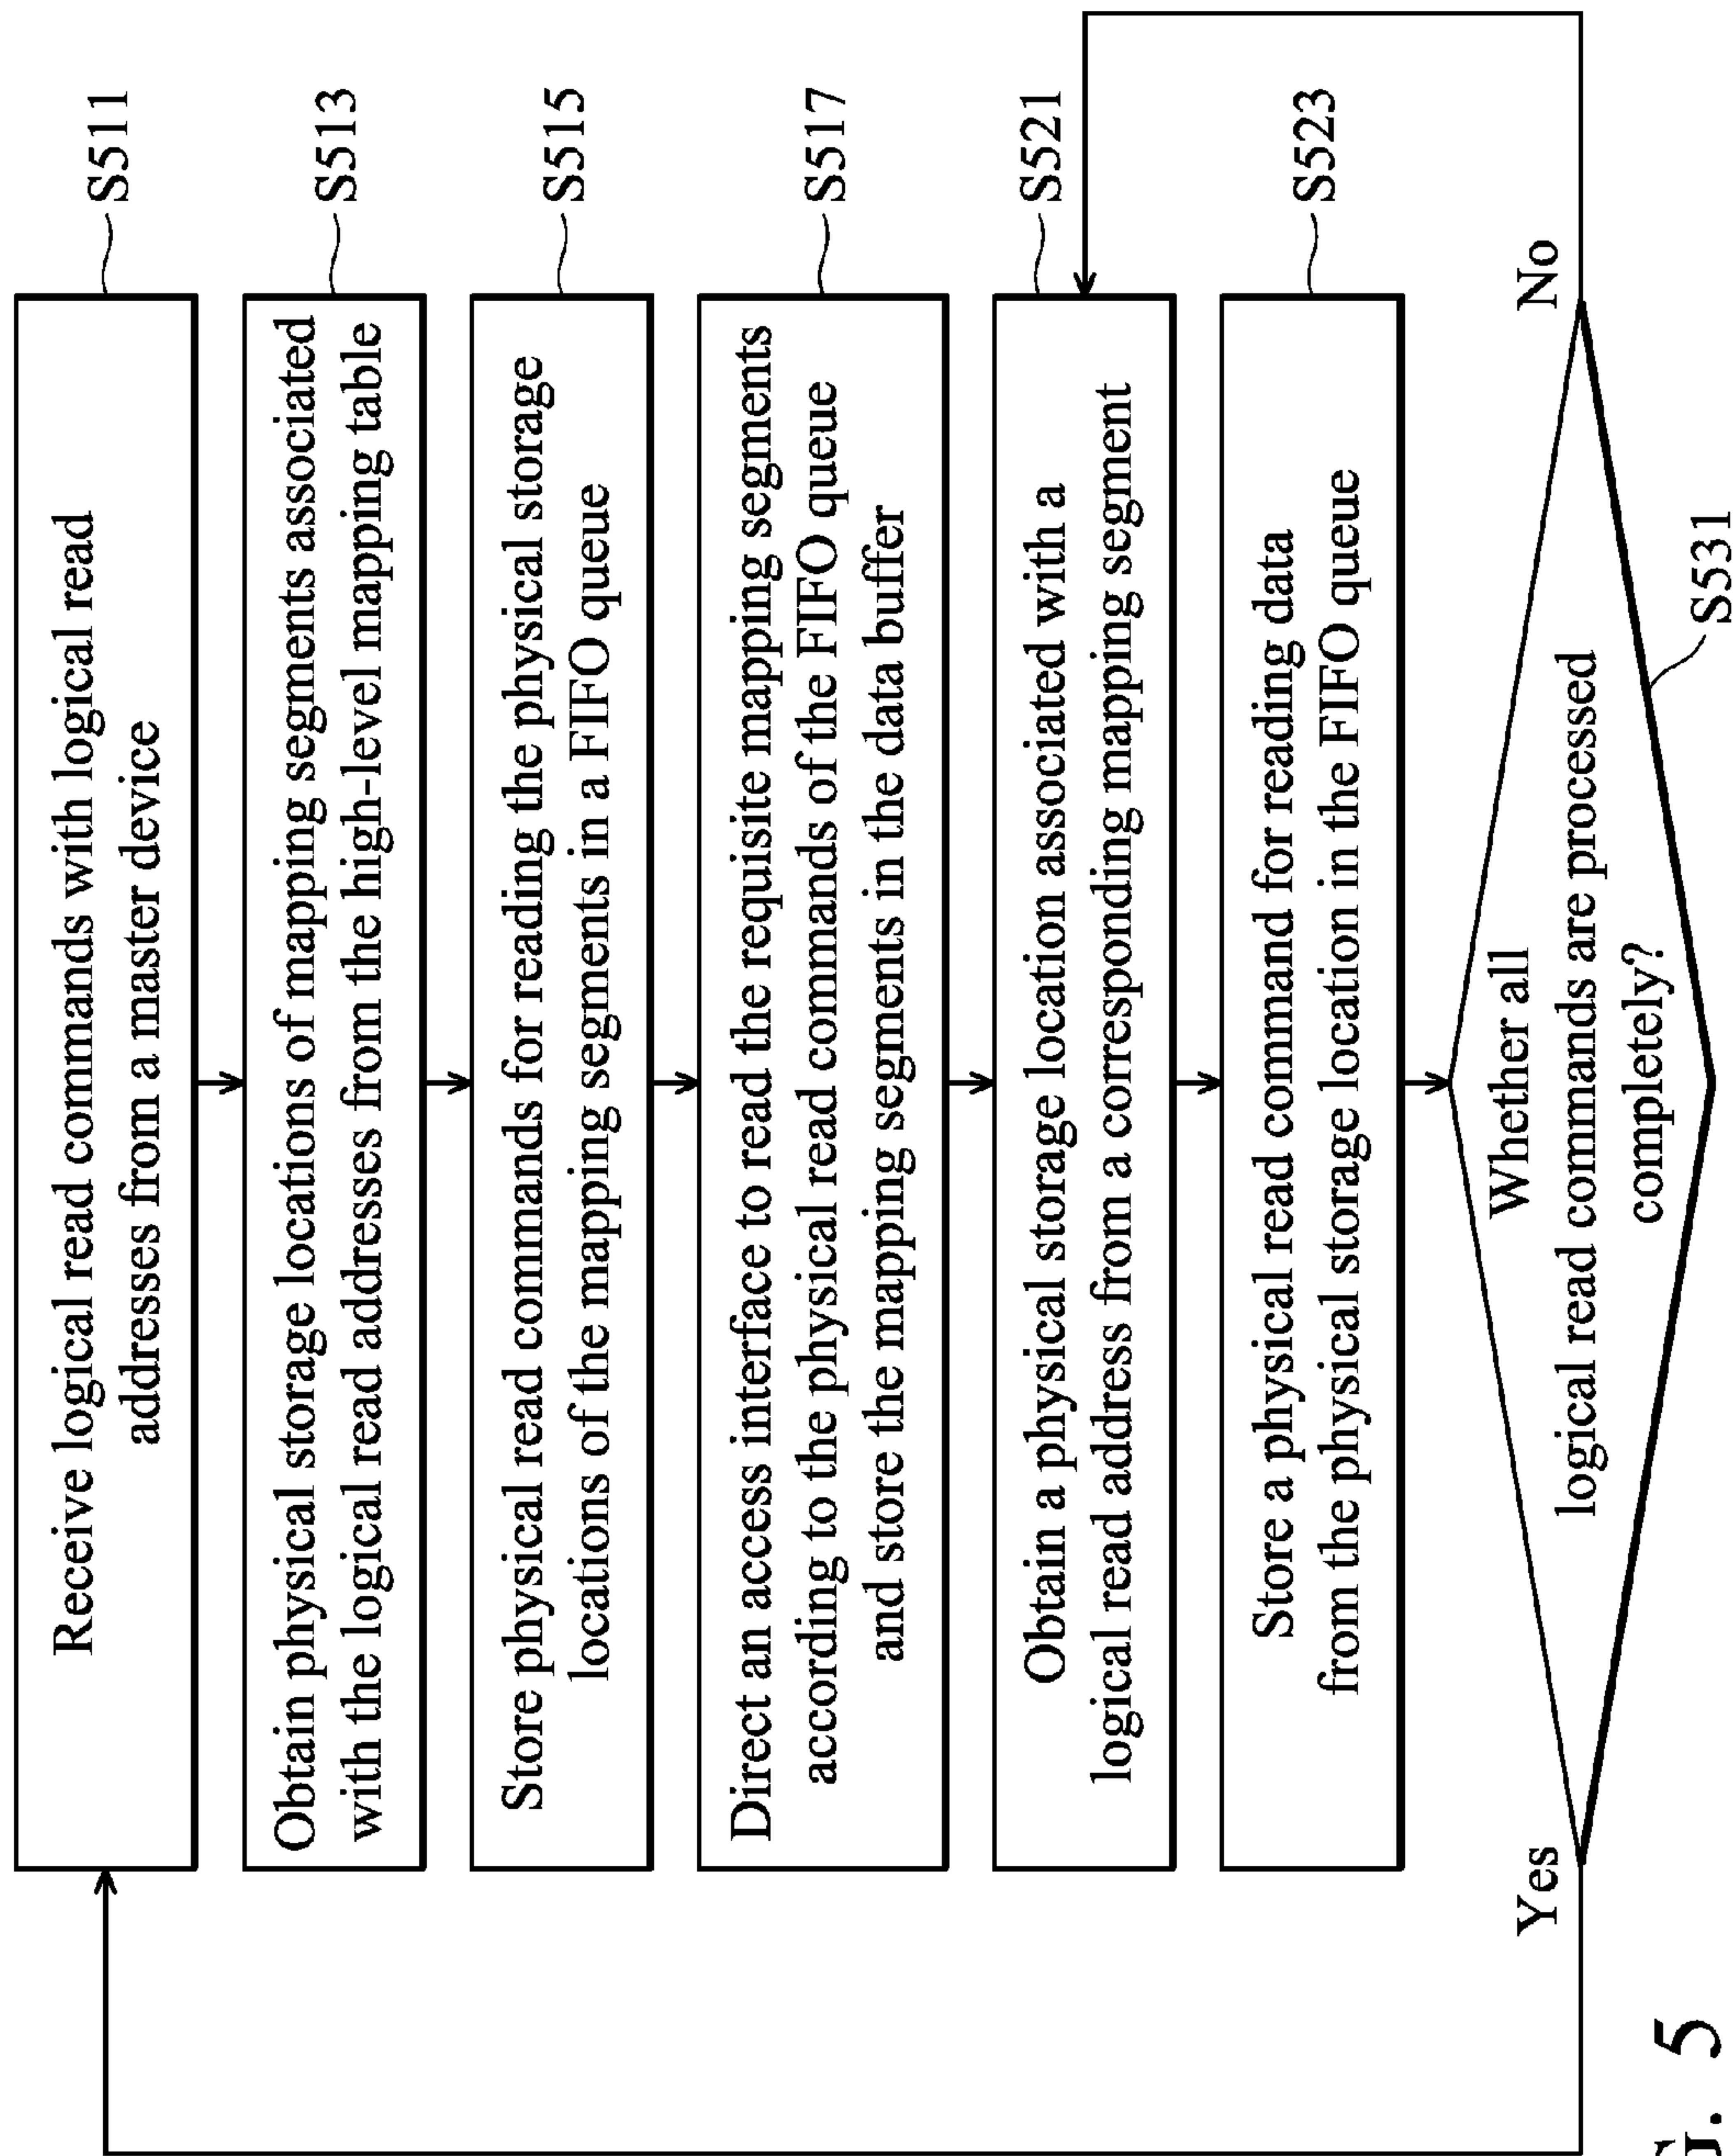 Receive logical read commands with logical read
addresses from a master device
S511
Obtain physical storage locations of mapping segments associated
with the logical read addresses from the high-level mapping table
S513
Store physical read commands for reading the physical storage
locations of the mapping segments in a FIFO queue
S515
Direct an access interface to read the requisite mapping segments
according to the physical read commands of the FIFO queue
and store the mapping segments in the data buffer
S517
Obtain a physical storage location associated with a
logical read address from a corresponding mapping segment
S521
Store a physical read command for reading data
from the physical storage location in the FIFO queue
S523
Whether all
logical read commands are processed
completely?
S531
Yes
No
G. 5